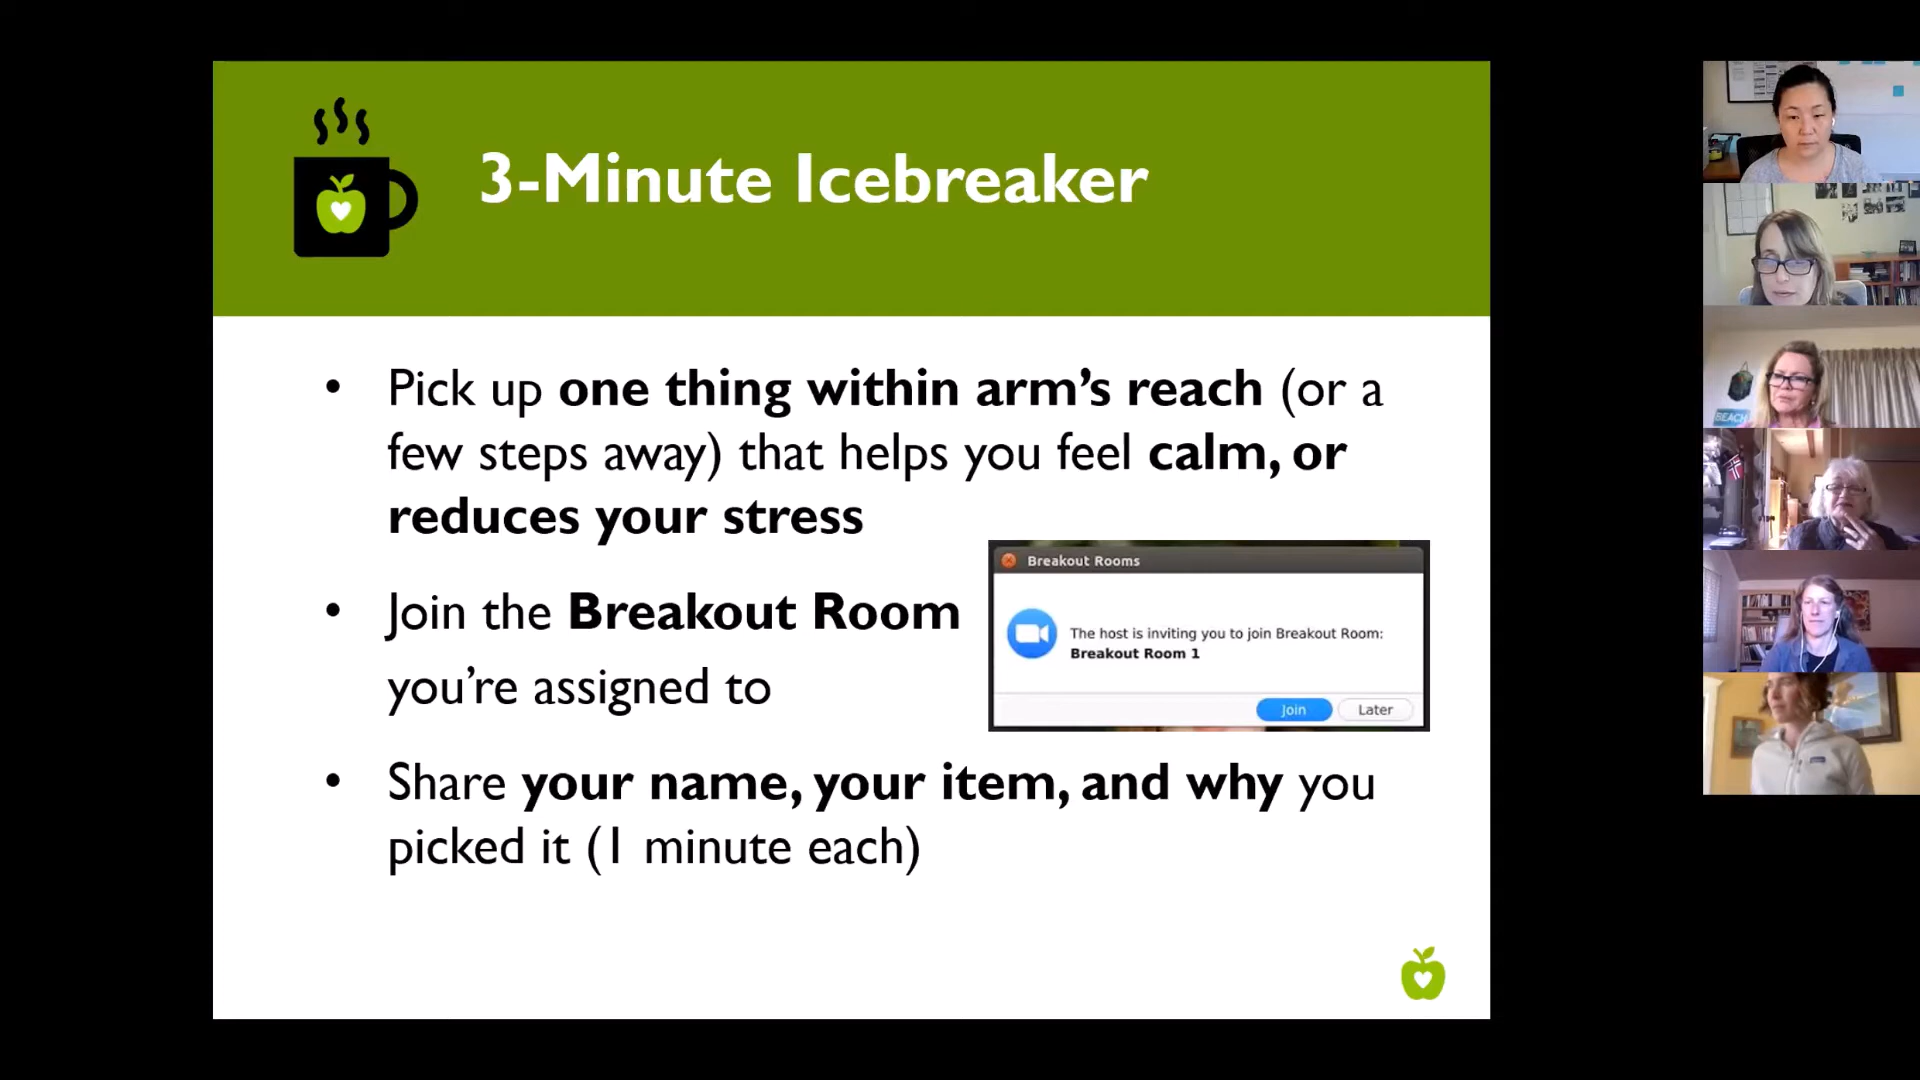 3-Minute Icebreaker
• Pick up one thing within arm’s reach (or a
few steps away) that helps you feel calm, or
reduces your stress
• Join the Breakout Room
you’re assigned to
Breakout Rooms
The host is inviting you to join Breakout Room:
Breakout Room 1
Join
Later
• Share your name, your item, and why you
picked it (1 minute each)
BEACH